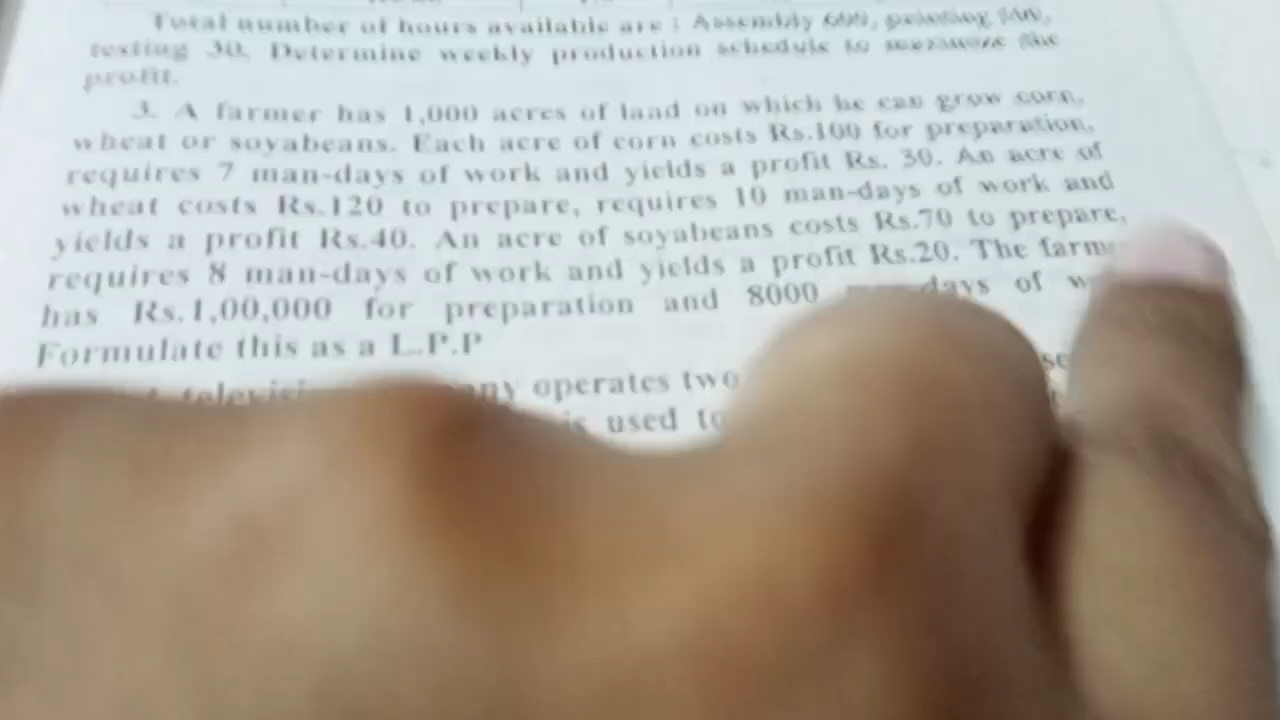 Total number of hours available are : Assembly 600, painting
testing 30. Determine weekly production schedule to maximize the
profit.
3. A farmer has 1,000 acres of land on which he can grow corn,
wheat or soyabeans. Each acre of corn costs Rs.100 for preparation,
requires 7 man-days of work and yields a profit Rs. 30. An acre of
wheat costs Rs.120 to prepare, requires 10 man-days of work and
yields a profit Rs.40. An acre of soyabeans costs Rs.70 to prepare,
requires 8 man-days of work and yields a profit Rs.20. The
has Rs.1,00,000 for preparation and 8000 days of
Formulate this as a L.P.P
operates two
is used to